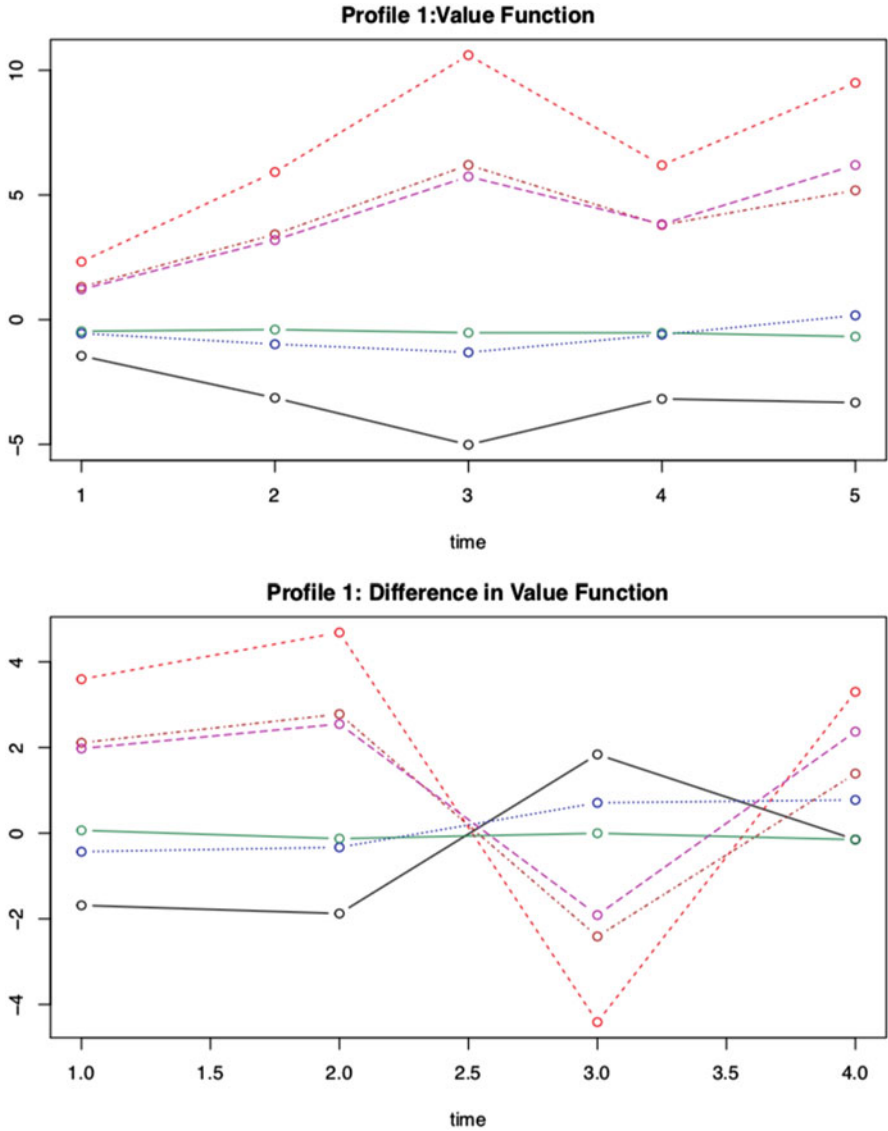 Profile 1:Value Function
10
5
0
−5
1 2 3 4 5
time
Profile 1: Difference in Value Function
4
2
0
−2
−4
1.0 1.5 2.0 2.5 3.0 3.5 4.0
time